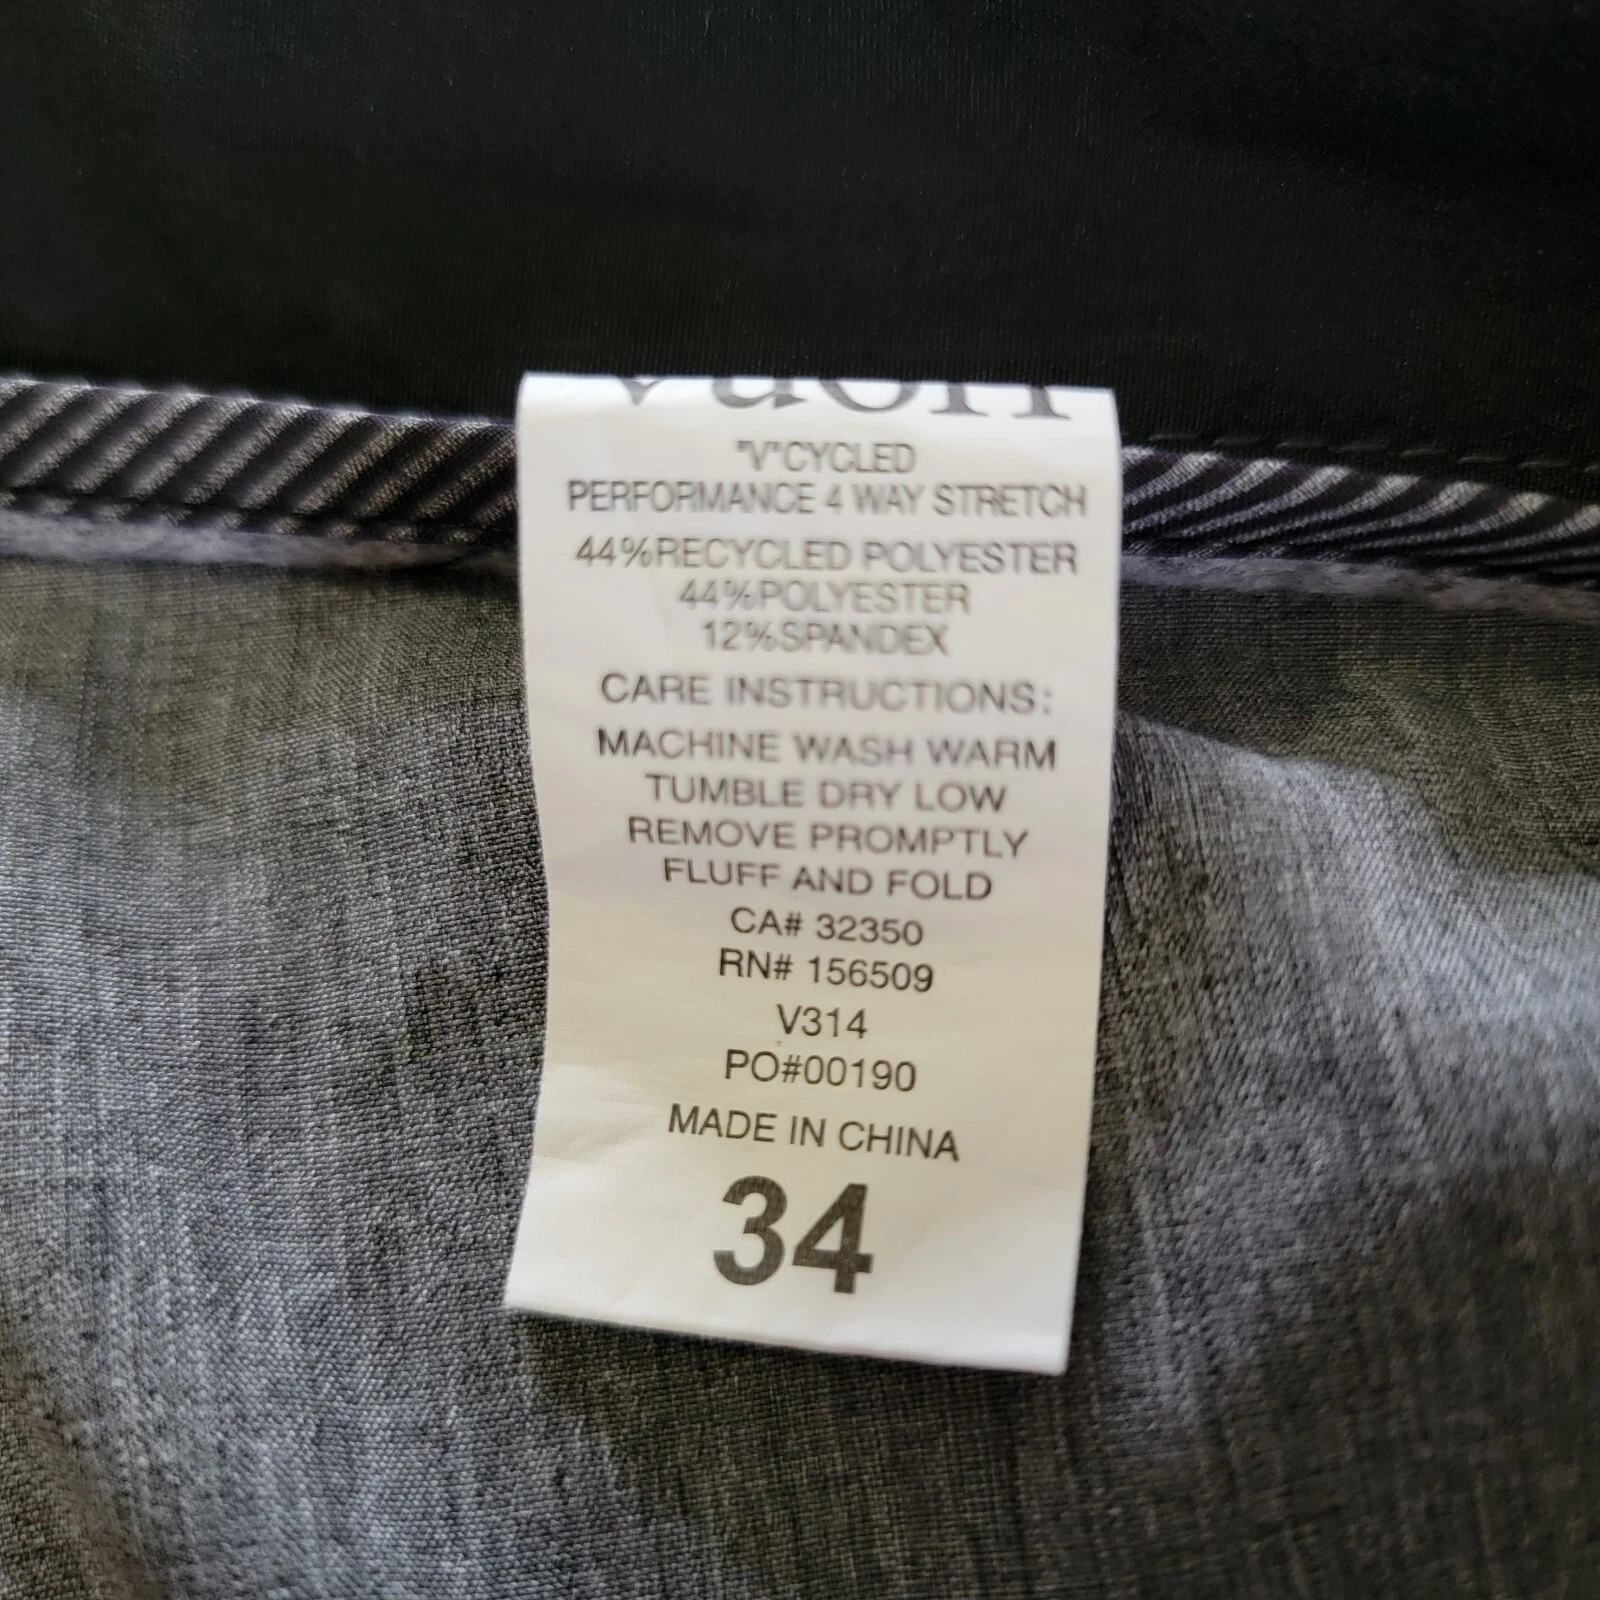 vuori
"V"CYCLED
PERFORMANCE 4 WAY STRETCH
44%RECYCLED POLYESTER
44%POLYESTER
12%SPANDEX
CARE INSTRUCTIONS:
MACHINE WASH WARM
TUMBLE DRY LOW
REMOVE PROMPTLY
FLUFF AND FOLD
CA# 32350
RN# 156509
V314
PO#00190
MADE IN CHINA
34